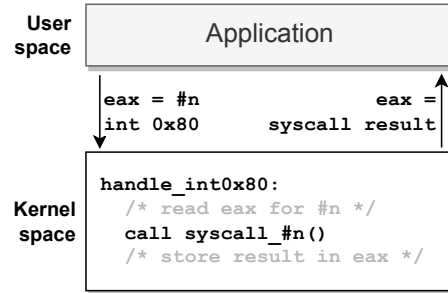 User
space
Application
eax = #n
int 0x80
eax =
syscall result
Kernel
space
handle_int0x80:
/* read eax for #n */
call syscall_#n()
/* store result in eax */